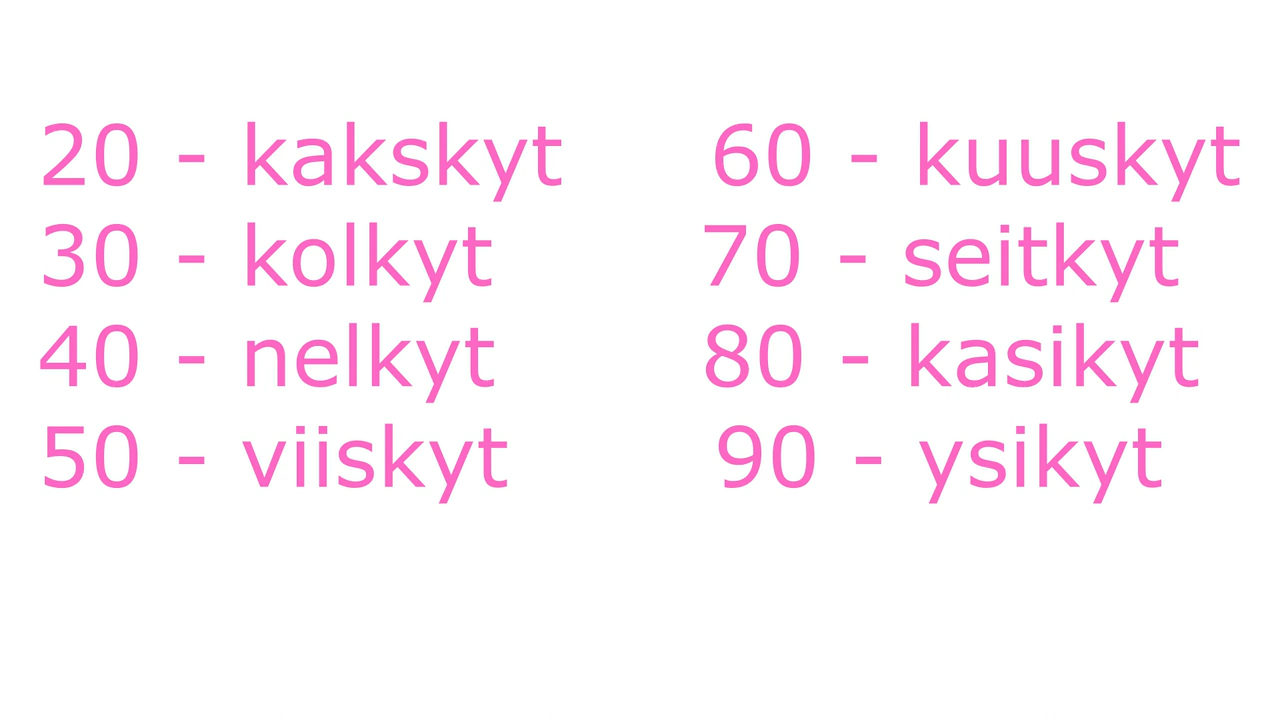 20 - kakskyt
30 - kolkyt
40 - nelkyt
50 - viiskyt
60 - kuuskyt
70 - seitkyt
80 - kasikyt
90 - ysikyt